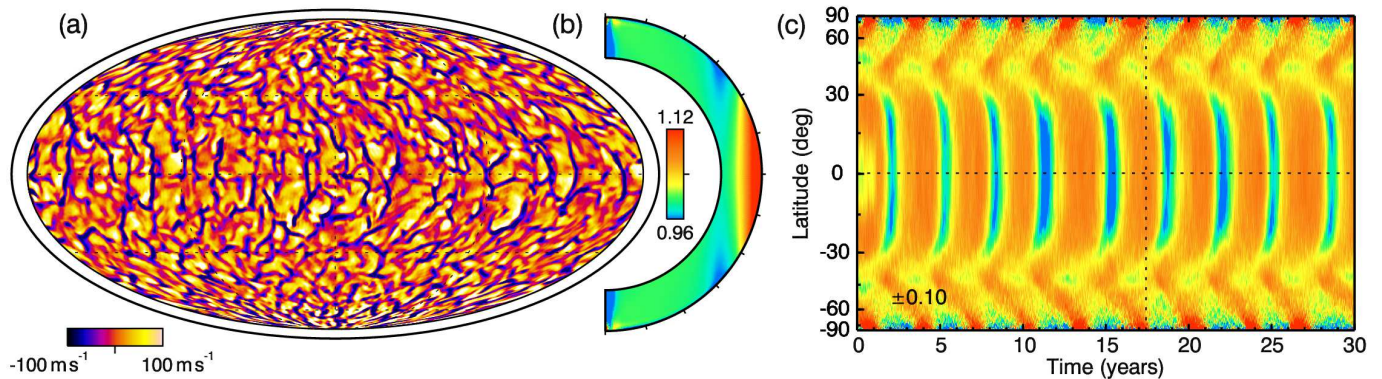 (a)
-100 m s⁻¹ 100 m s⁻¹
(b)
1.12
0.96
(c)
Latitude (deg)
90
60
30
0
-30
-60
-90
±0.10
0 5 10 15 20 25 30
Time (years)